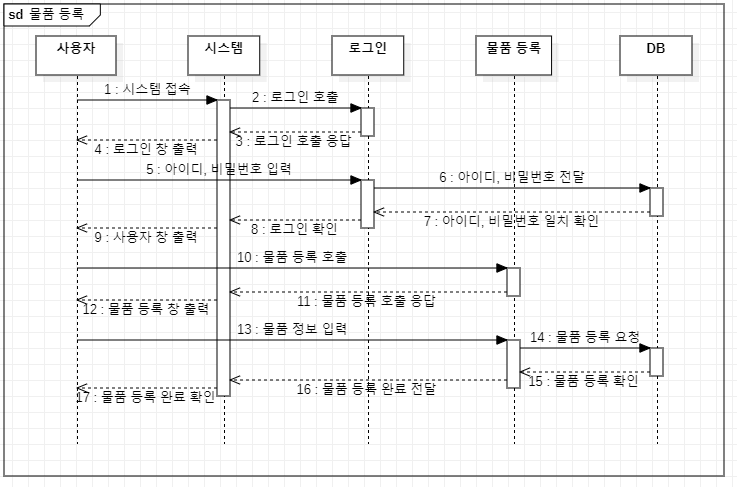 sd 물품 등록
사용자
시스템
로그인
물품 등록
DB
1 : 시스템 접속
2 : 로그인 호출
3 : 로그인 호출 응답
4 : 로그인 창 출력
5 : 아이디, 비밀번호 입력
6 : 아이디, 비밀번호 전달
7 : 아이디, 비밀번호 일치 확인
8 : 로그인 확인
9 : 사용자 창 출력
10 : 물품 등록 호출
11 : 물품 등록 호출 응답
12 : 물품 등록 창 출력
13 : 물품 정보 입력
14 : 물품 등록 요청
15 : 물품 등록 확인
16 : 물품 등록 완료 전달
17 : 물품 등록 완료 확인